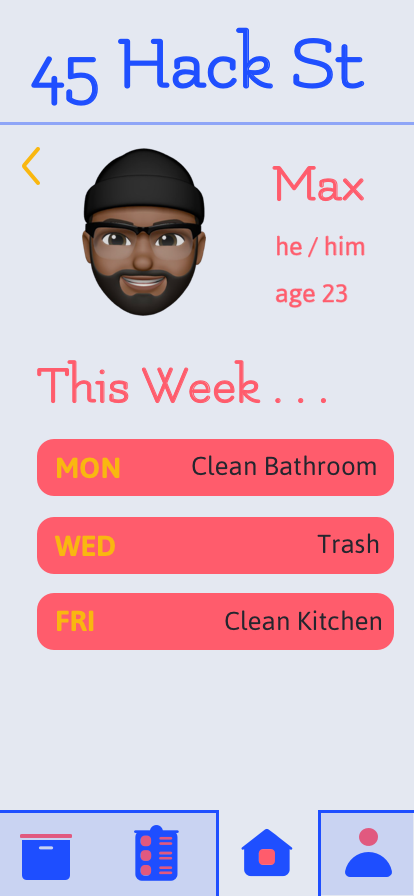 45 Hack St
Max
he / him
age 23
This Week . . .
MON Clean Bathroom
WED Trash
FRI Clean Kitchen